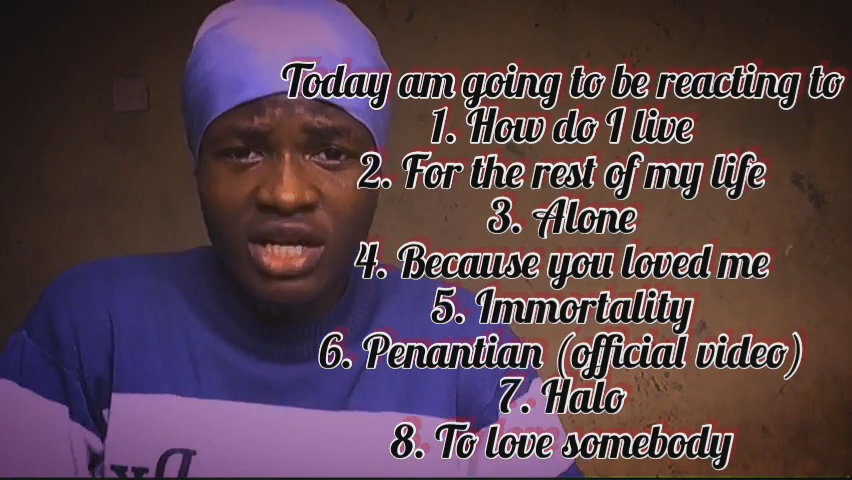 Today am going to be reacting to
1. How do I live
2. For the rest of my life
3. Alone
4. Because you loved me
5. Immortality
6. Penantian (official video)
7. Halo
8. To love somebody